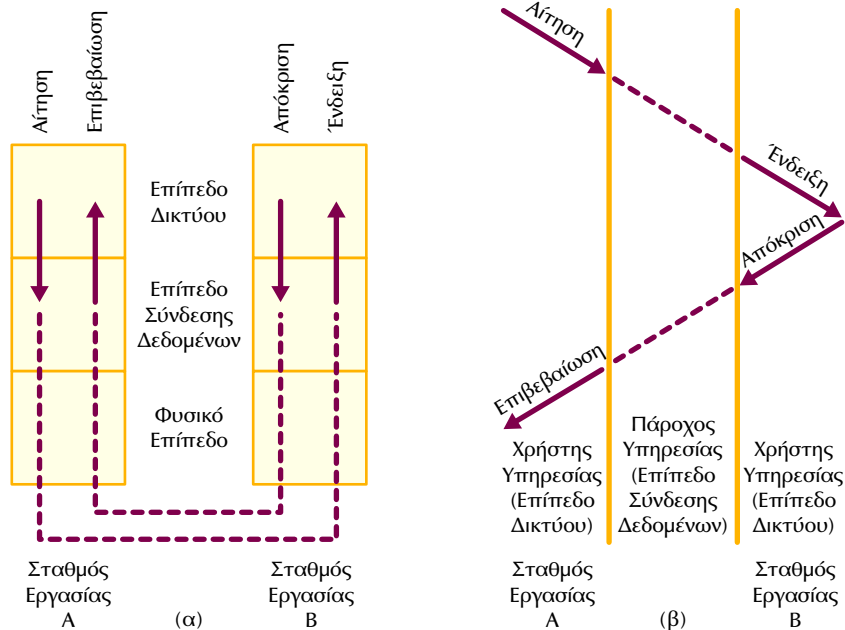 Αίτηση
Επιβεβαίωση
Απόκριση
Ένδειξη
Επίπεδο
Δικτύου
Επίπεδο
Σύνδεσης
Δεδομένων
Φυσικό
Επίπεδο
Σταθμός
Εργασίας
Α
(α)
Σταθμός
Εργασίας
Β
Αίτηση
Ένδειξη
Απόκριση
Επιβεβαίωση
Χρήστης
Υπηρεσίας
(Επίπεδο
Δικτύου)
Πάροχος
Υπηρεσίας
(Επίπεδο
Σύνδεσης
Δεδομένων)
Χρήστης
Υπηρεσίας
(Επίπεδο
Δικτύου)
Σταθμός
Εργασίας
Α
(β)
Σταθμός
Εργασίας
Β